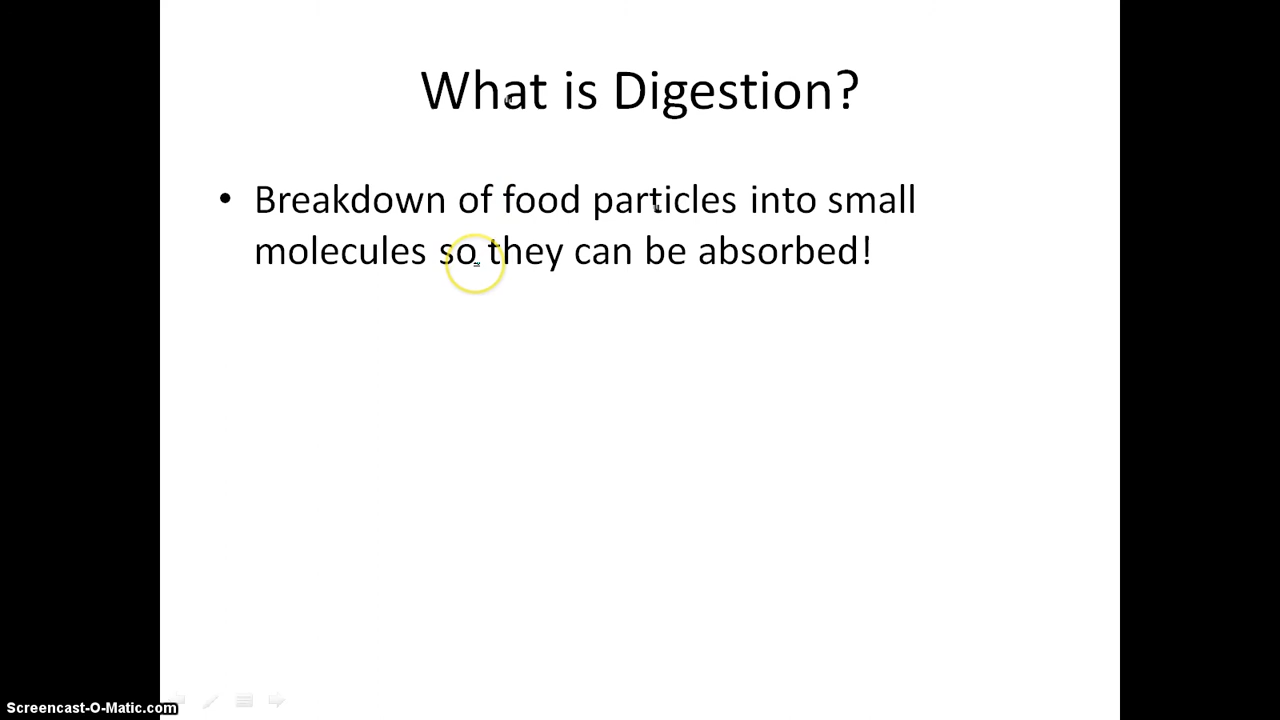 What is Digestion?
• Breakdown of food particles into small
molecules so they can be absorbed!
Screencast-O-Matic.com